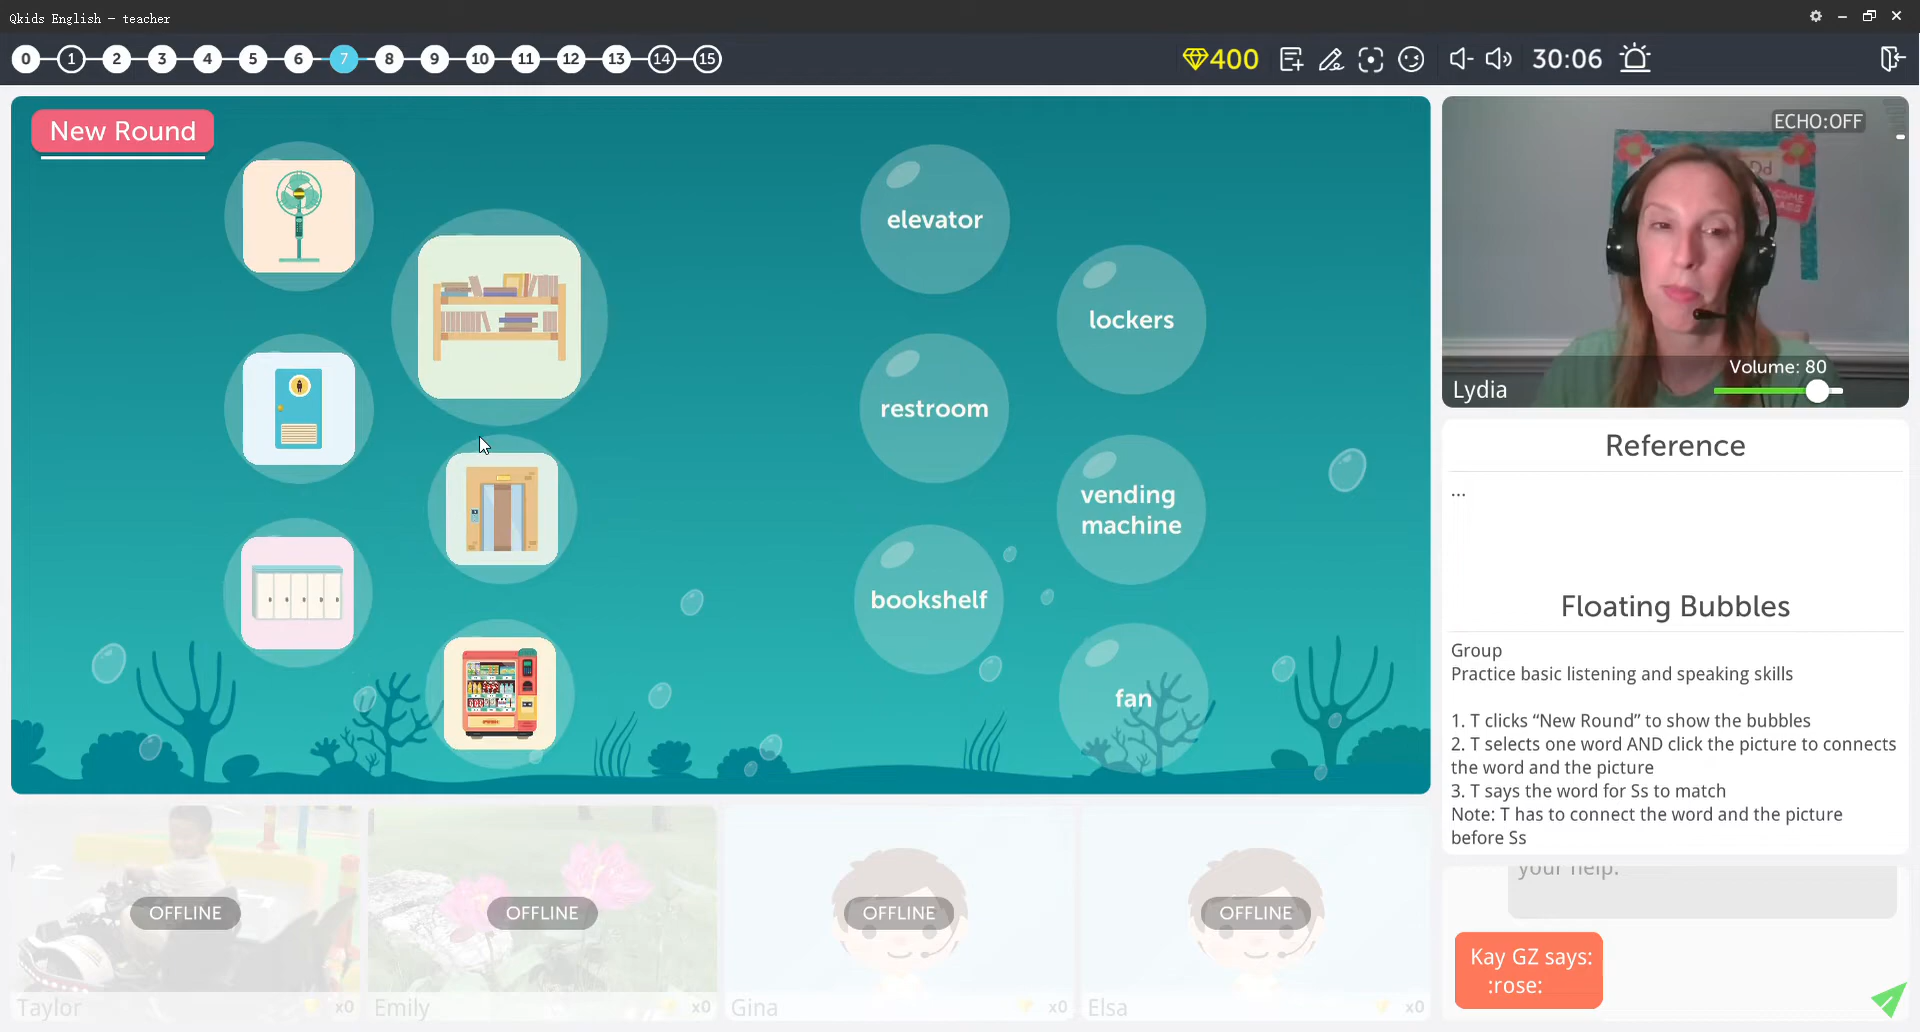 Qkids English - teacher
0 1 2 3 4 5 6 7 8 9 10 11 12 13 14 15
400
30:06
New Round
elevator
lockers
restroom
vending
machine
bookshelf
fan
ECHO:OFF
Volume: 80
Lydia
Reference
...
Floating Bubbles
Group
Practice basic listening and speaking skills
1. T clicks “New Round” to show the bubbles
2. T selects one word AND click the picture to connects
the word and the picture
3. T says the word for Ss to match
Note: T has to connect the word and the picture
before Ss
your help.
Kay GZ says:
:rose:
OFFLINE
Taylor x0
OFFLINE
Emily x0
OFFLINE
Gina x0
OFFLINE
Elsa x0